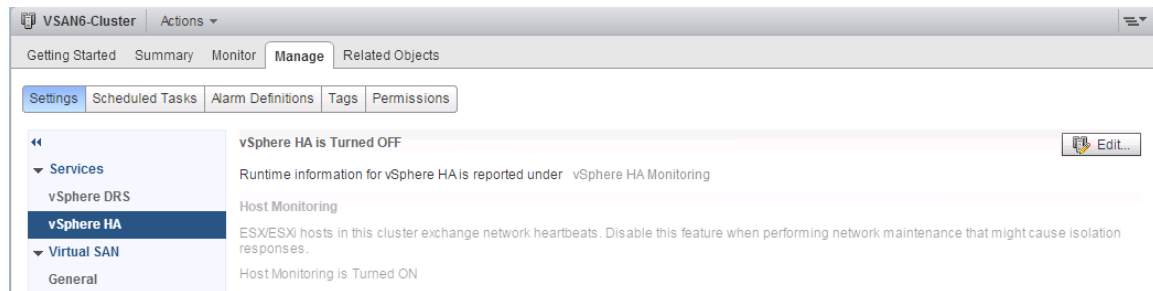 VSAN6-Cluster Actions
Getting Started Summary Monitor Manage Related Objects
Settings Scheduled Tasks Alarm Definitions Tags Permissions
vSphere HA is Turned OFF Edit...
Services
Runtime information for vSphere HA is reported under vSphere HA Monitoring
vSphere DRS
Host Monitoring
vSphere HA
ESX/ESXi hosts in this cluster exchange network heartbeats. Disable this feature when performing network maintenance that might cause isolation
responses.
Virtual SAN
Host Monitoring is Turned ON
General